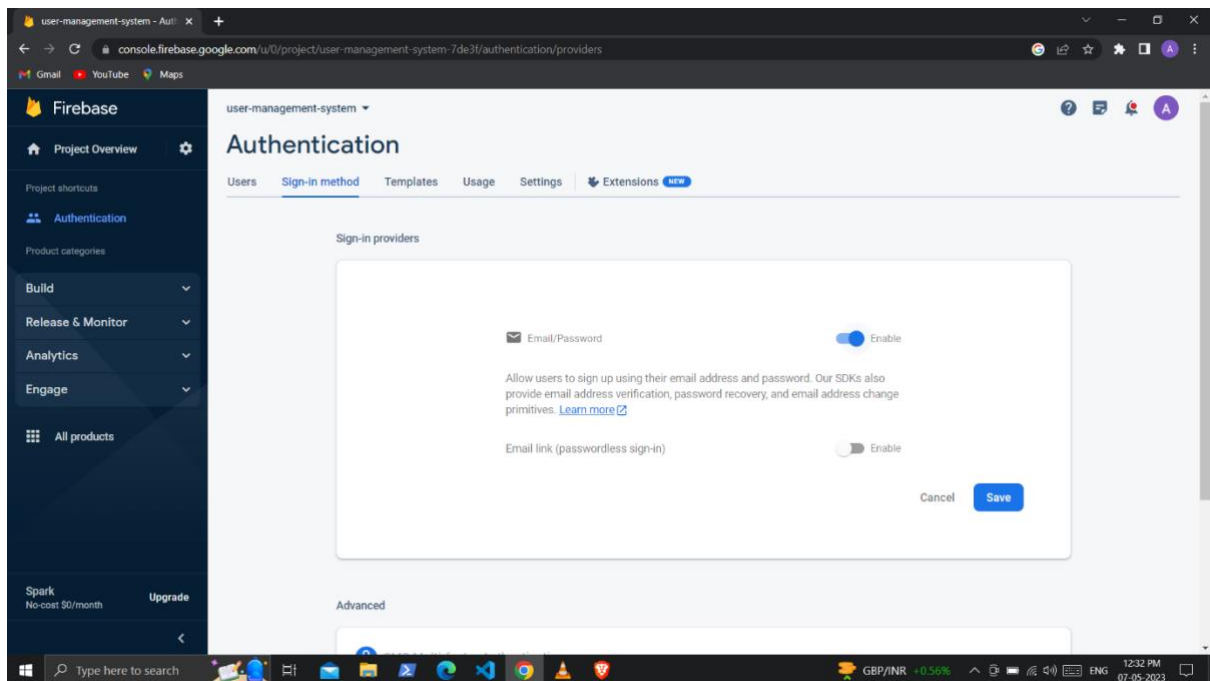 user-management-system - Auth
console.firebase.google.com/u/0/project/user-management-system-7de3f/authentication/providers
Gmail YouTube Maps
Firebase
Project Overview
Project shortcuts
Authentication
Product categories
Build
Release & Monitor
Analytics
Engage
All products
Spark
No-cost $0/month
Upgrade
user-management-system
A
A
Authentication
Users Sign-in method Templates Usage Settings Extensions NEW
Sign-in providers
Email/Password Enable
Allow users to sign up using their email address and password. Our SDKs also
provide email address verification, password recovery, and email address change
primitives. Learn more
Email link (passwordless sign-in) Enable
Cancel Save
Advanced
Type here to search
GBP/INR +0.56%
ENG
12:32 PM
07-05-2023